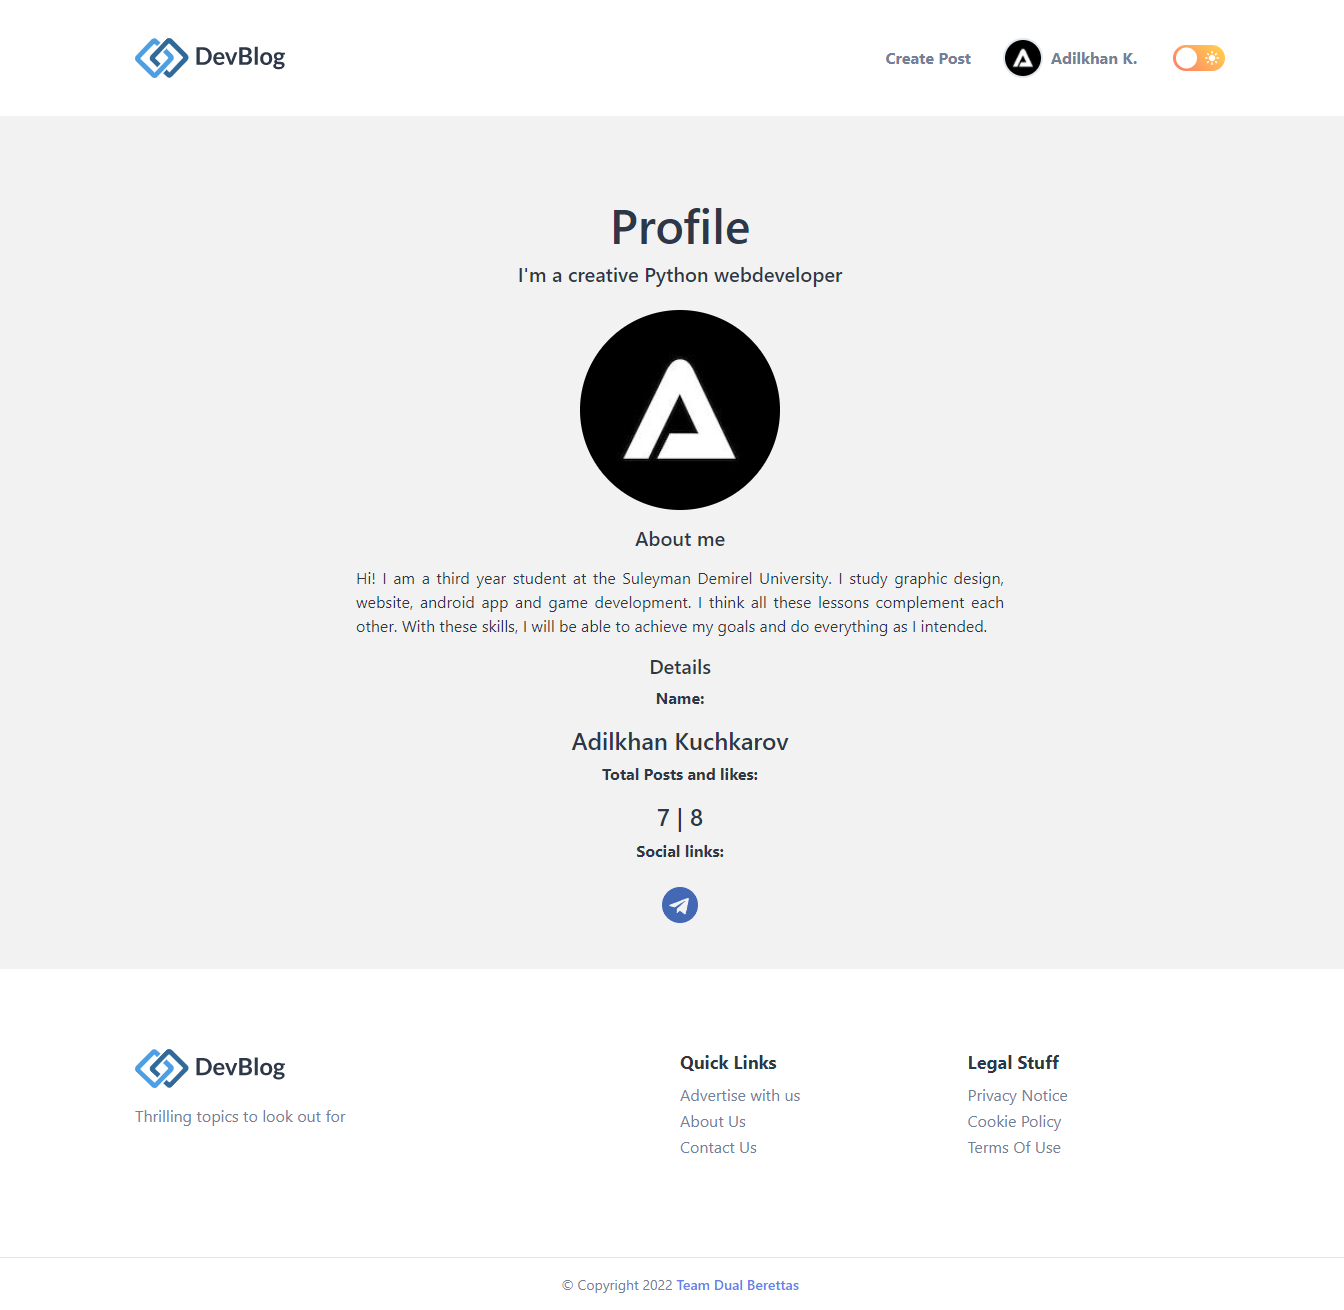 DevBlog
Create Post
Adilkhan K.
Profile
I'm a creative Python webdeveloper
About me
Hi! I am a third year student at the Suleyman Demirel University. I study graphic design,
website, android app and game development. I think all these lessons complement each
other. With these skills, I will be able to achieve my goals and do everything as I intended.
Details
Name:
Adilkhan Kuchkarov
Total Posts and likes:
7 | 8
Social links:
DevBlog
Thrilling topics to look out for
Quick Links
Advertise with us
About Us
Contact Us
Legal Stuff
Privacy Notice
Cookie Policy
Terms Of Use
© Copyright 2022 Team Dual Berettas